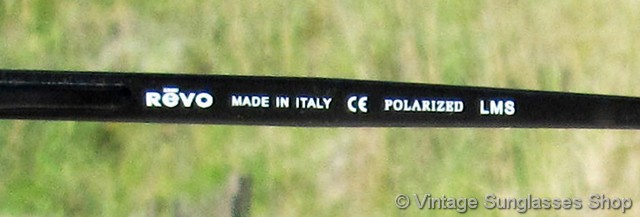 RēVO MADE IN ITALY CE POLARIZED LMS
© Vintage Sunglasses Shop